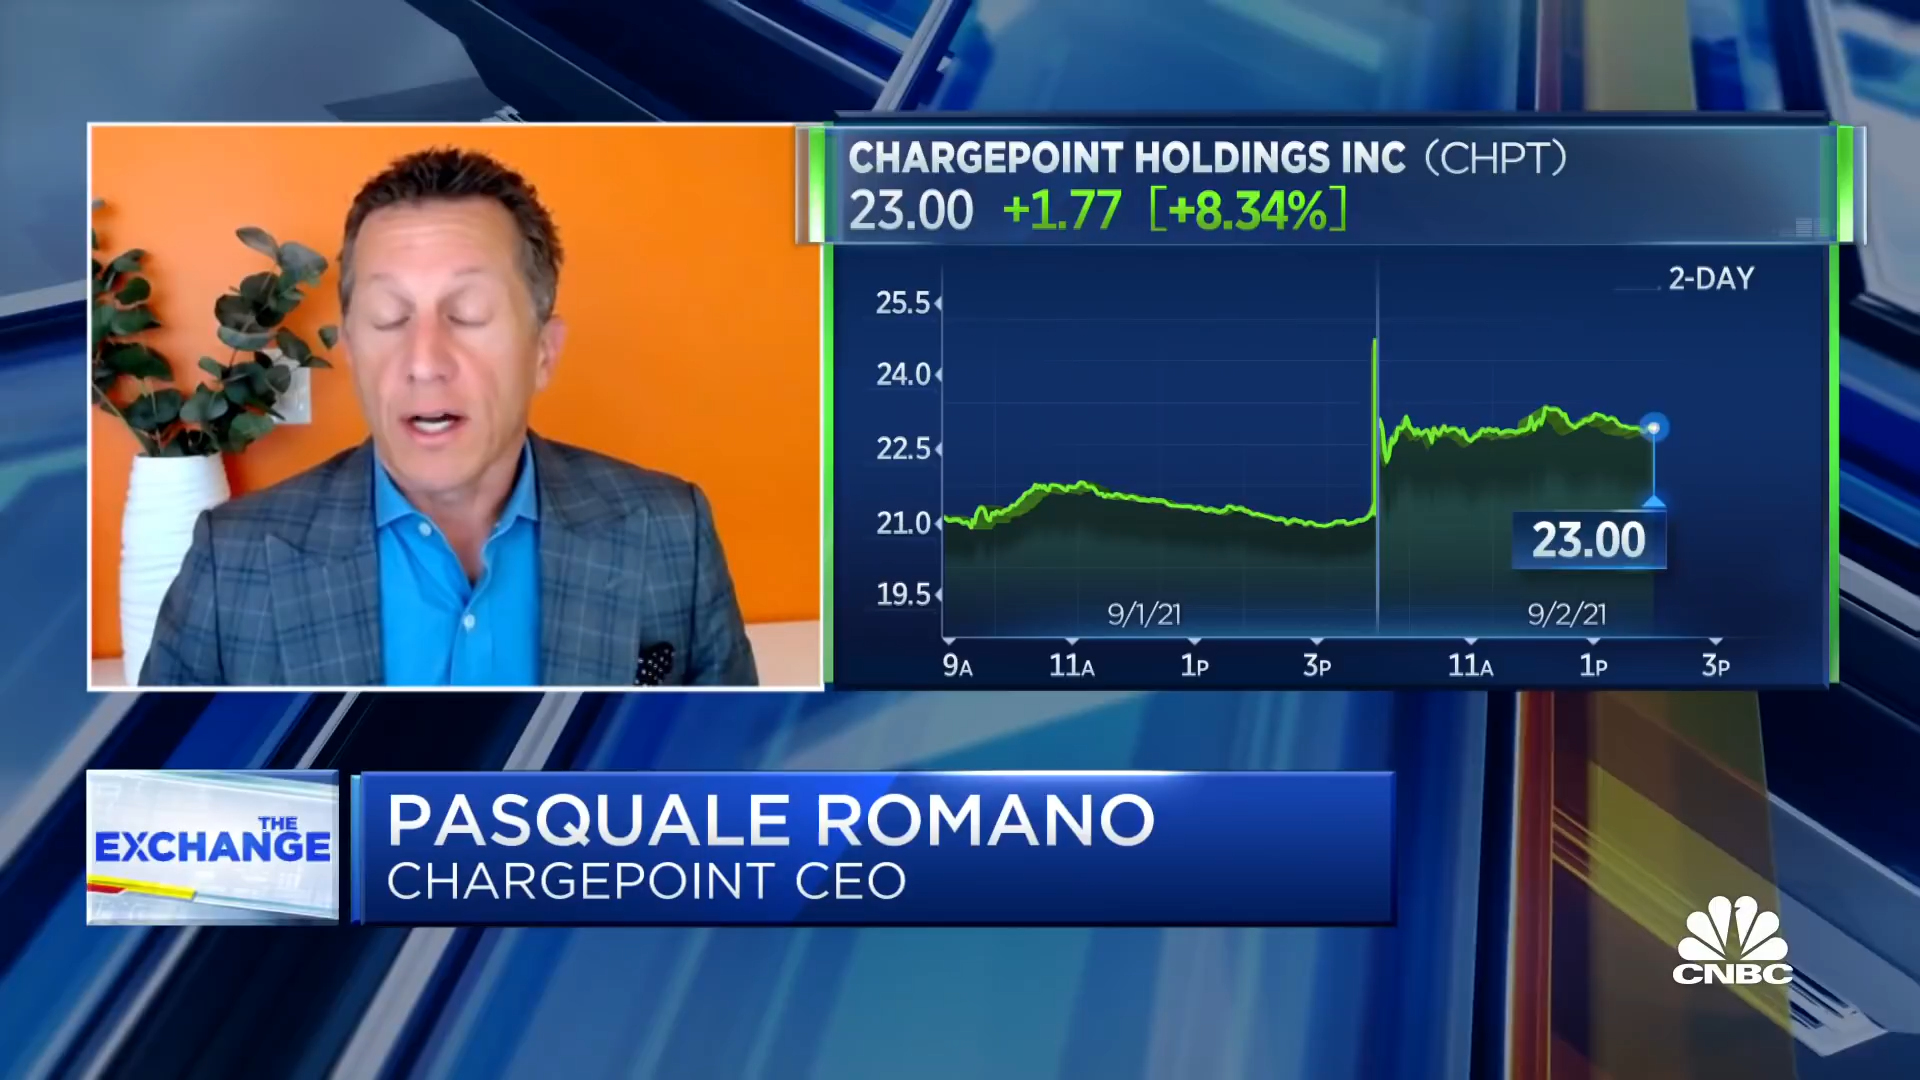 CHARGEPOINT HOLDINGS INC (CHPT)
23.00 +1.77 [+8.34%]
2-DAY
25.5
24.0
22.5
21.0
19.5
23.00
9/1/21 9/2/21
9A 11A 1P 3P 11A 1P 3P
THE
EXCHANGE
PASQUALE ROMANO
CHARGEPOINT CEO
CNBC